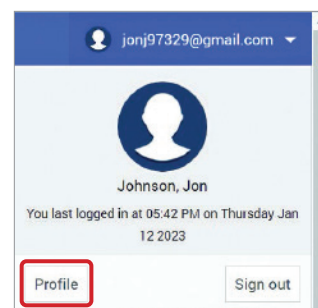 jonj97329@gmail.com
Johnson, Jon
You last logged in at 05:42 PM on Thursday Jan
12 2023
Profile Sign out